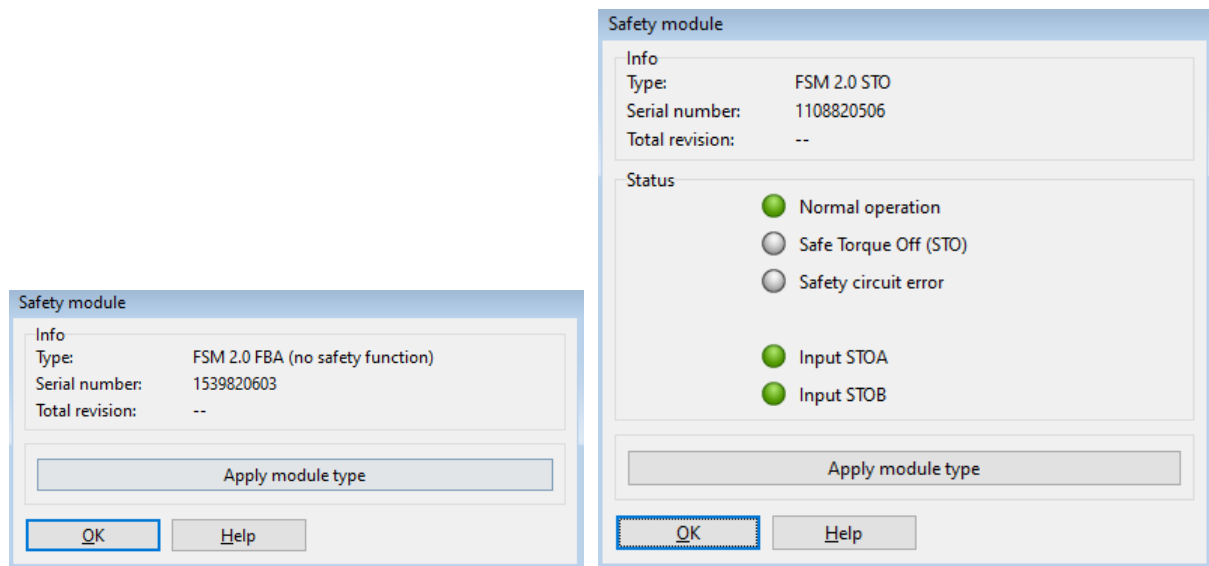 Safety module
Info
Type: FSM 2.0 FBA (no safety function)
Serial number: 1539820603
Total revision: --
Apply module type
OK Help
Safety module
Info
Type: FSM 2.0 STO
Serial number: 1108820506
Total revision: --
Status
Normal operation
Safe Torque Off (STO)
Safety circuit error
Input STOA
Input STOB
Apply module type
OK Help